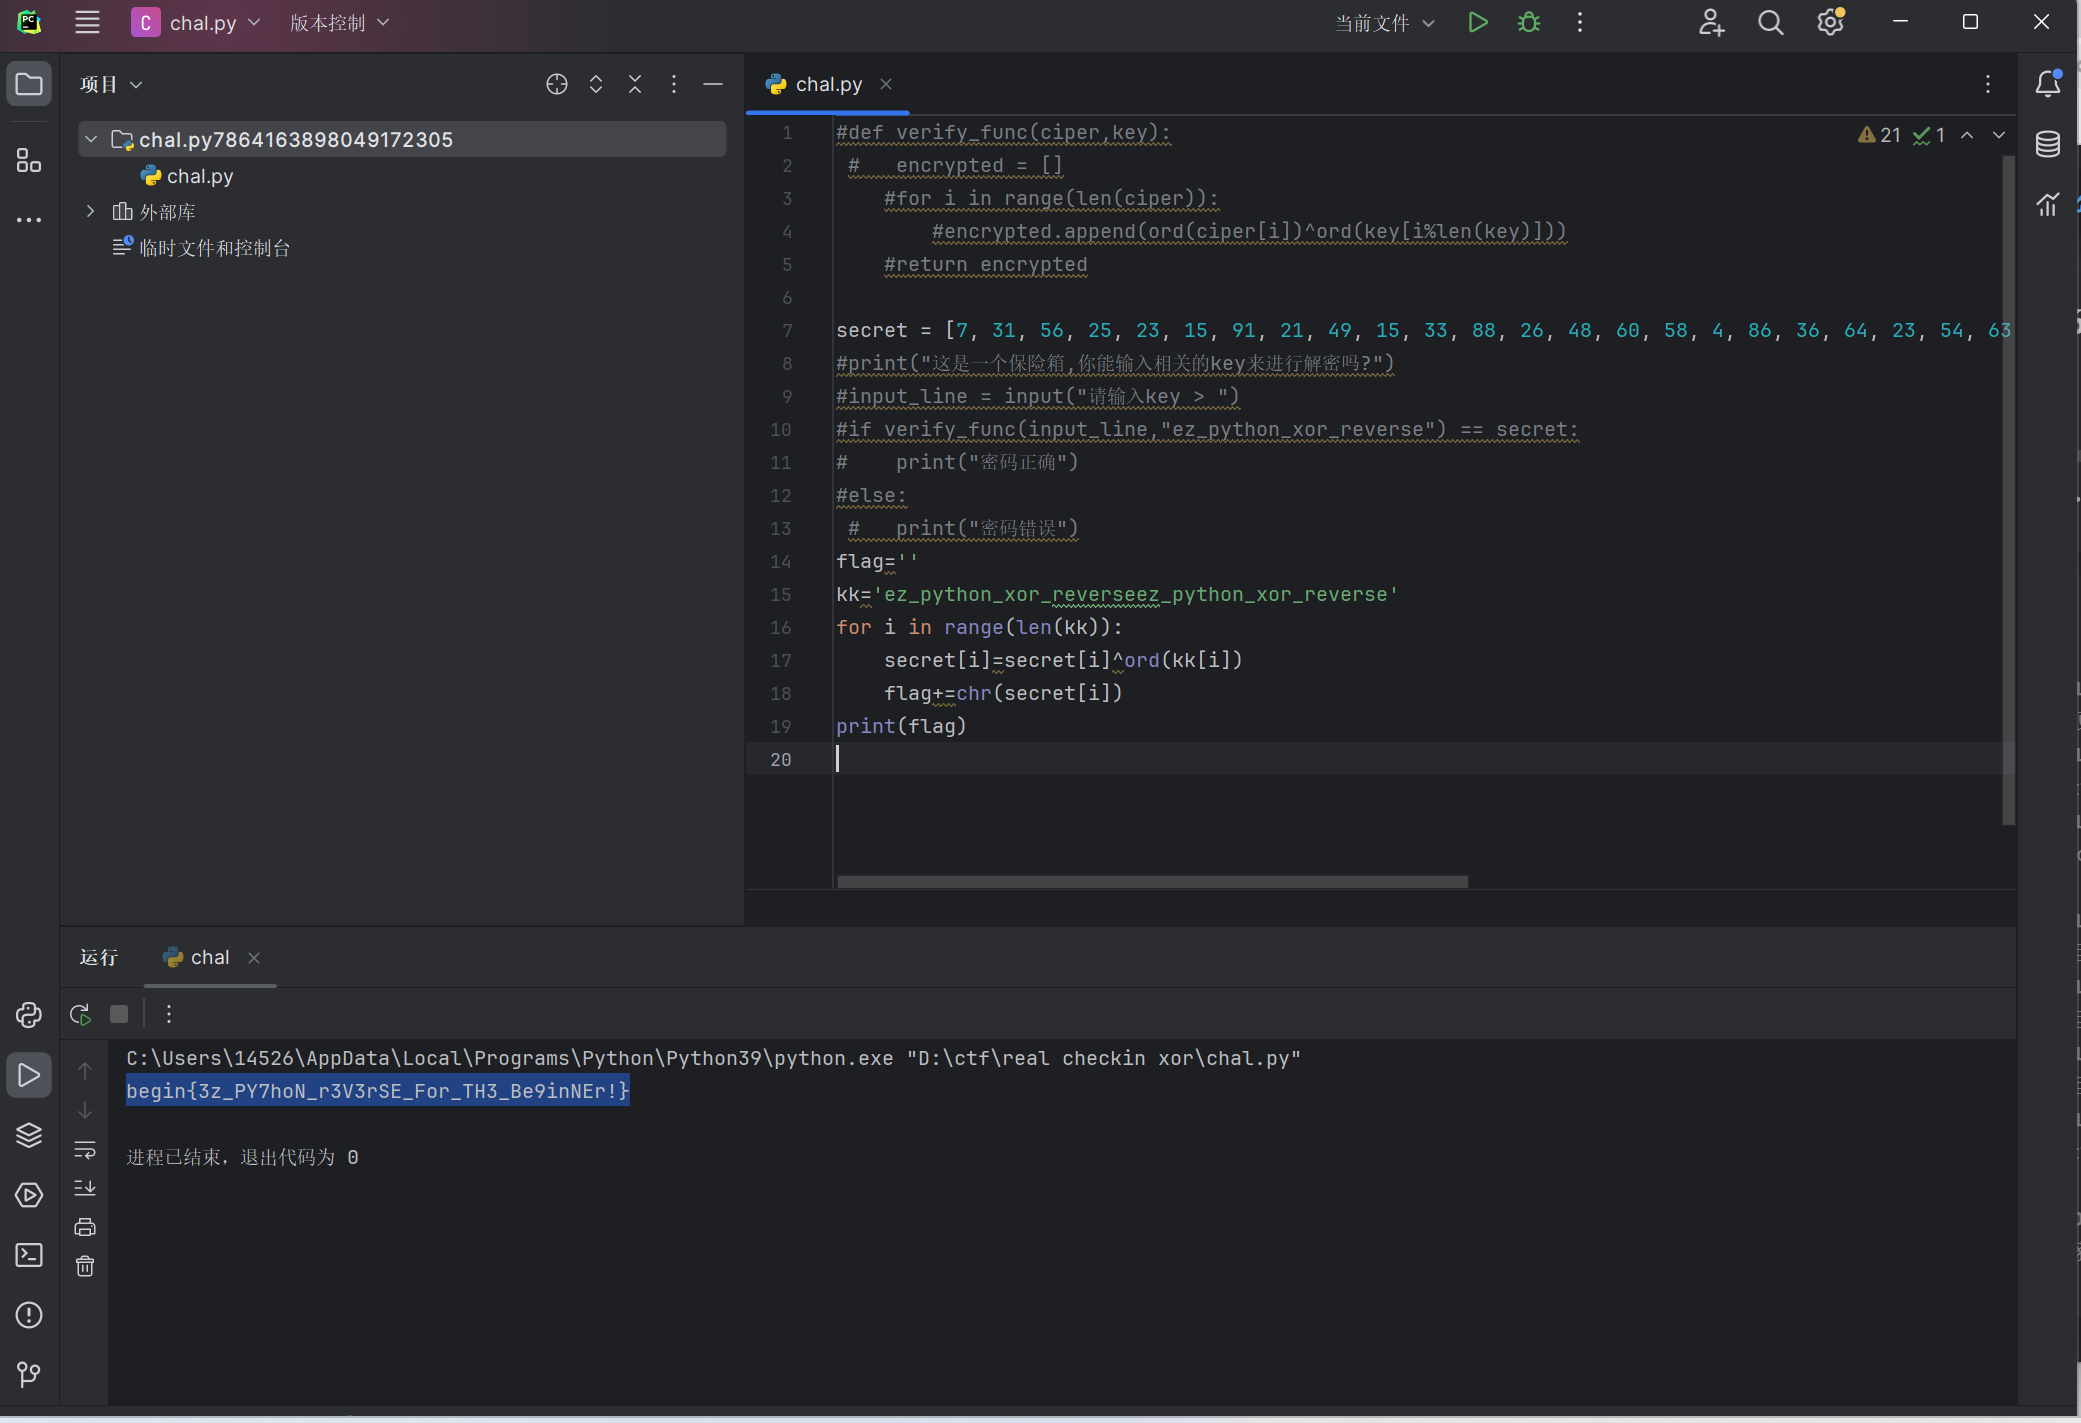 PC
C chal.py 版本控制 当前文件
项目
chal.py7864163898049172305
chal.py
外部库
临时文件和控制台
chal.py
21 1
1 #def verify_func(ciper,key):
2 #   encrypted = []
3 #for i in range(len(ciper)):
4 #encrypted.append(ord(ciper[i])^ord(key[i%len(key)]))
5 #return encrypted
6
7 secret = [7, 31, 56, 25, 23, 15, 91, 21, 49, 15, 33, 88, 26, 48, 60, 58, 4, 86, 36, 64, 23, 54, 63
8 #print("这是一个保险箱,你能输入相关的key来进行解密吗?")
9 #input_line = input("请输入key > ")
10 #if verify_func(input_line,"ez_python_xor_reverse") == secret:
11 #    print("密码正确")
12 #else:
13 #   print("密码错误")
14 flag=''
15 kk='ez_python_xor_reverseez_python_xor_reverse'
16 for i in range(len(kk)):
17     secret[i]=secret[i]^ord(kk[i])
18     flag+=chr(secret[i])
19 print(flag)
20
运行 chal
C:\Users\14526\AppData\Local\Programs\Python\Python39\python.exe "D:\ctf\real checkin xor\chal.py"
begin{3z_PY7hoN_r3V3rSE_For_TH3_Be9inNEr!}
进程已结束，退出代码为 0